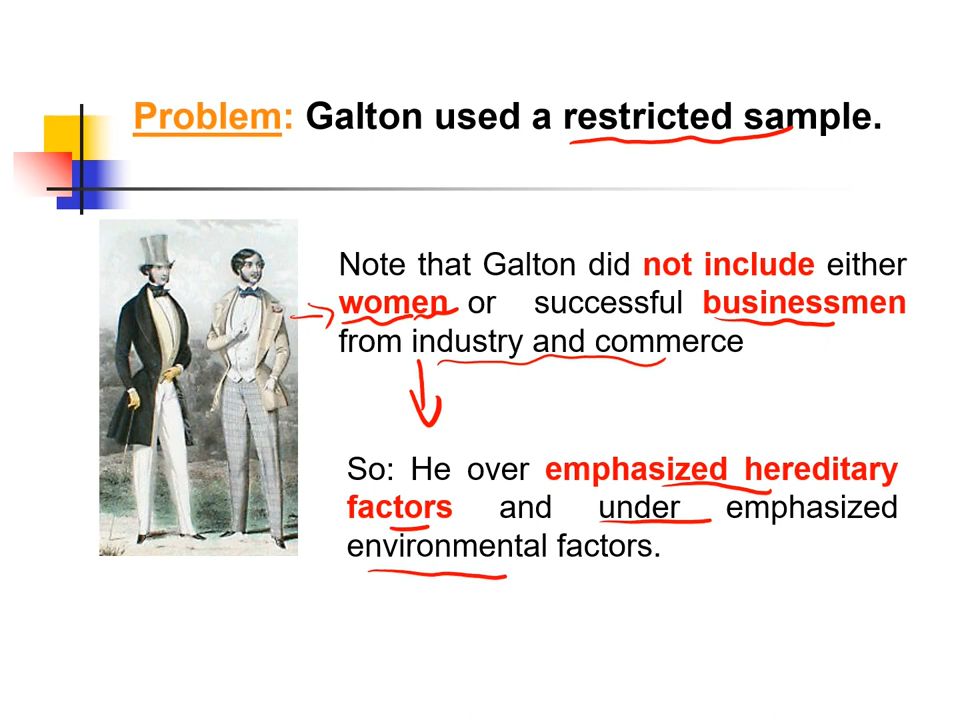 Problem: Galton used a restricted sample.
Note that Galton did not include either
women or successful businessmen
from industry and commerce
So: He over emphasized hereditary
factors and under emphasized
environmental factors.